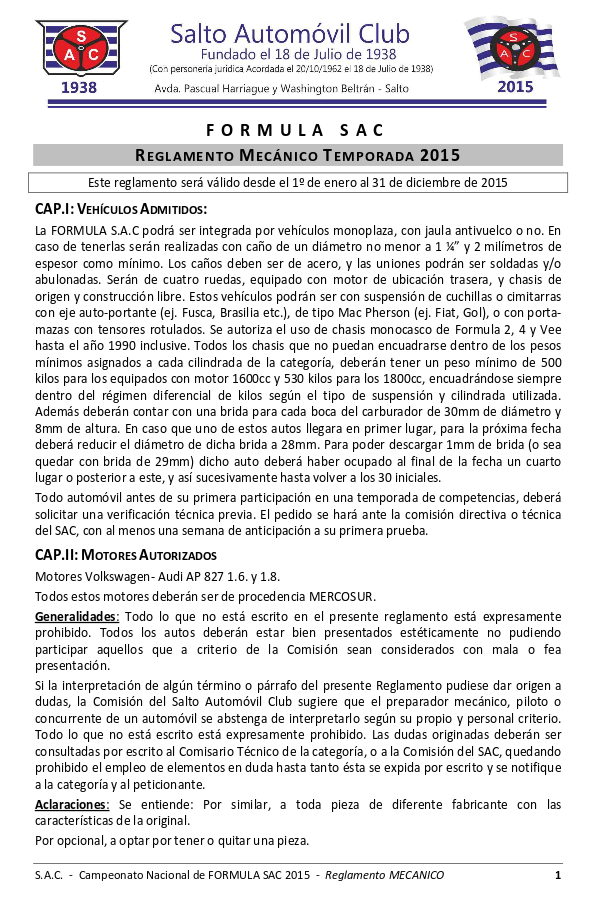 S
A C
1938
Salto Automóvil Club
Fundado el 18 de Julio de 1938
(Con personería jurídica Acordada el 20/10/1962 el 18 de Julio de 1938)
Avda. Pascual Harriague y Washington Beltrán - Salto
S
A C
2015
FORMULA SAC
REGLAMENTO MECÁNICO TEMPORADA 2015
Este reglamento será válido desde el 1º de enero al 31 de diciembre de 2015
CAP.I: VEHÍCULOS ADMITIDOS:
La FORMULA S.A.C podrá ser integrada por vehículos monoplaza, con jaula antivuelco o no. En
caso de tenerlas serán realizadas con caño de un diámetro no menor a 1 ¼” y 2 milímetros de
espesor como mínimo. Los caños deben ser de acero, y las uniones podrán ser soldadas y/o
abulonadas. Serán de cuatro ruedas, equipado con motor de ubicación trasera, y chasis de
origen y construcción libre. Estos vehículos podrán ser con suspensión de cuchillas o cimitarras
con eje auto-portante (ej. Fusca, Brasilia etc.), de tipo Mac Pherson (ej. Fiat, Gol), o con porta-
mazas con tensores rotulados. Se autoriza el uso de chasis monocasco de Formula 2, 4 y Vee
hasta el año 1990 inclusive. Todos los chasis que no puedan encuadrarse dentro de los pesos
mínimos asignados a cada cilindrada de la categoría, deberán tener un peso mínimo de 500
kilos para los equipados con motor 1600cc y 530 kilos para los 1800cc, encuadrándose siempre
dentro del régimen diferencial de kilos según el tipo de suspensión y cilindrada utilizada.
Además deberán contar con una brida para cada boca del carburador de 30mm de diámetro y
8mm de altura. En caso que uno de estos autos llegara en primer lugar, para la próxima fecha
deberá reducir el diámetro de dicha brida a 28mm. Para poder descargar 1mm de brida (o sea
quedar con brida de 29mm) dicho auto deberá haber ocupado al final de la fecha un cuarto
lugar o posterior a este, y así sucesivamente hasta volver a los 30 iniciales.
Todo automóvil antes de su primera participación en una temporada de competencias, deberá
solicitar una verificación técnica previa. El pedido se hará ante la comisión directiva o técnica
del SAC, con al menos una semana de anticipación a su primera prueba.
CAP.II: MOTORES AUTORIZADOS
Motores Volkswagen- Audi AP 827 1.6. y 1.8.
Todos estos motores deberán ser de procedencia MERCOSUR.
Generalidades: Todo lo que no está escrito en el presente reglamento está expresamente
prohibido. Todos los autos deberán estar bien presentados estéticamente no pudiendo
participar aquellos que a criterio de la Comisión sean considerados con mala o fea
presentación.
Si la interpretación de algún término o párrafo del presente Reglamento pudiese dar origen a
dudas, la Comisión del Salto Automóvil Club sugiere que el preparador mecánico, piloto o
concurrente de un automóvil se abstenga de interpretarlo según su propio y personal criterio.
Todo lo que no está escrito está expresamente prohibido. Las dudas originadas deberán ser
consultadas por escrito al Comisario Técnico de la categoría, o a la Comisión del SAC, quedando
prohibido el empleo de elementos en duda hasta tanto ésta se expida por escrito y se notifique
a la categoría y al peticionante.
Aclaraciones: Se entiende: Por similar, a toda pieza de diferente fabricante con las
características de la original.
Por opcional, a optar por tener o quitar una pieza.
S.A.C. - Campeonato Nacional de FORMULA SAC 2015 - Reglamento MECANICO 1